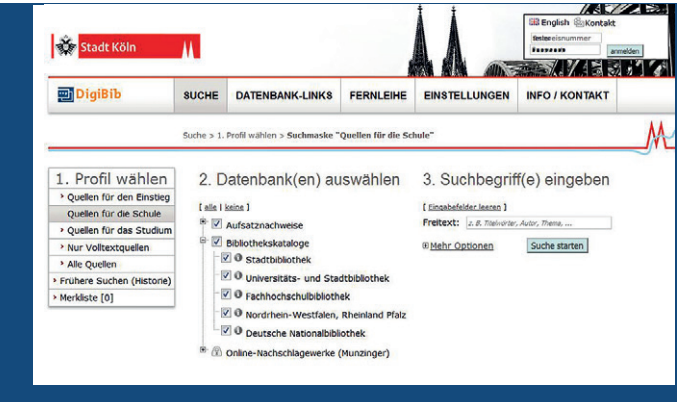 English Kontakt
Stadt Köln
anmelden
DigiBib
SUCHE DATENBANK-LINKS FERNLEIHE EINSTELLUNGEN INFO / KONTAKT
Suche > 1. Profil wählen > Suchmaske "Quellen für die Schule"
1. Profil wählen
Quellen für den Einstieg
Quellen für die Schule
Quellen für das Studium
Nur Volltextquellen
Alle Quellen
Frühere Suchen (Historie)
Merkliste [0]
2. Datenbank(en) auswählen
[ alle | keine ]
Aufsatznachweise
Bibliothekskataloge
Stadtbibliothek
Universitäts- und Stadtbibliothek
Fachhochschulbibliothek
Nordrhein-Westfalen, Rheinland Pfalz
Deutsche Nationalbibliothek
Online-Nachschlagewerke (Munzinger)
3. Suchbegriff(e) eingeben
[ Eingabefelder leeren ]
Freitext: z. B. Titelwörter, Autor, Thema, ...
Mehr Optionen Suche starten